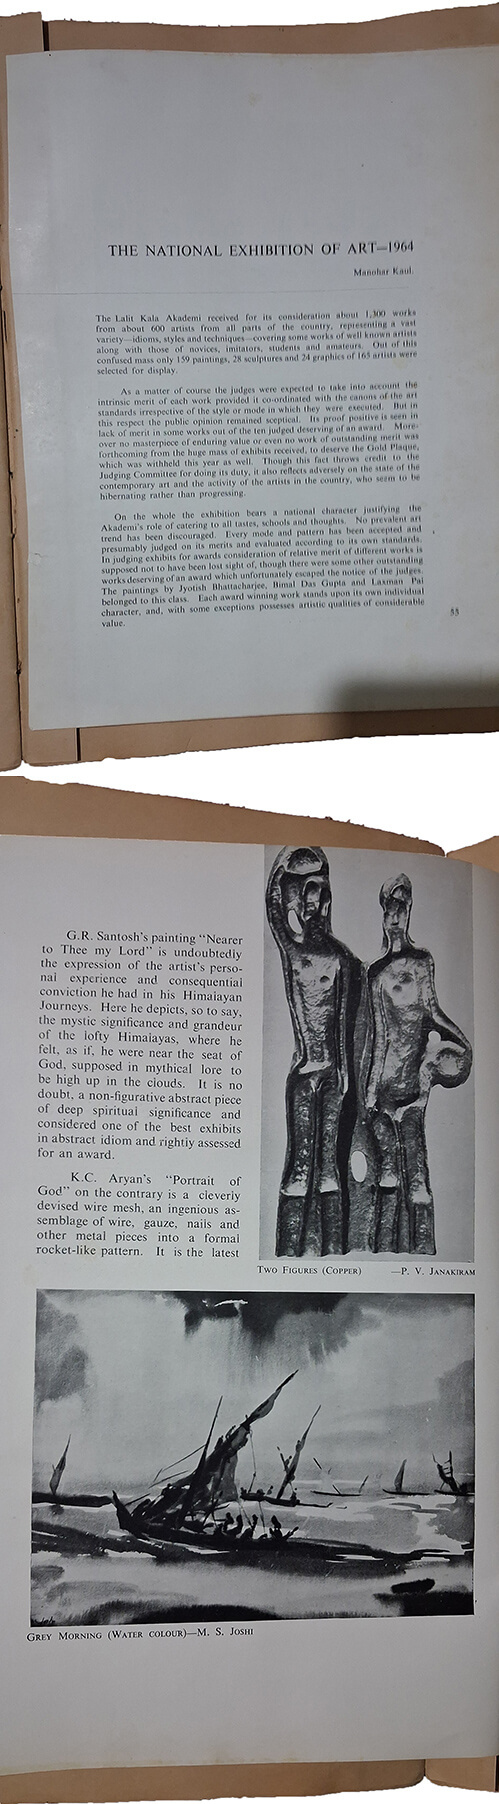 THE NATIONAL EXHIBITION OF ART—1964
Manohar Kaul.
The Lalit Kala Akademi received for its consideration about 1,300 works
from about 600 artists from all parts of the country, representing a vast
variety—idioms, styles and techniques—covering some works of well known artists
along with those of novices, imitators, students and amateurs. Out of this
confused mass only 159 paintings, 28 sculptures and 24 graphics of 165 artists were
selected for display.
As a matter of course the judges were expected to take into account the
intrinsic merit of each work provided it co-ordinated with the canons of the art
standards irrespective of the style or mode in which they were executed. But in
this respect the public opinion remained sceptical. Its proof positive is seen in
lack of merit in some works out of the ten judged deserving of an award. More-
over no masterpiece of enduring value or even no work of outstanding merit was
forthcoming from the huge mass of exhibits received, to deserve the Gold Plaque,
which was withheld this year as well. Though this fact throws credit to the
Judging Committee for doing its duty, it also reflects adversely on the state of the
contemporary art and the activity of the artists in the country, who seem to be
hibernating rather than progressing.
On the whole the exhibition bears a national character justifying the
Akademi's role of catering to all tastes, schools and thoughts. No prevalent art
trend has been discouraged. Every mode and pattern has been accepted and
presumably judged on its merits and evaluated according to its own standards.
In judging exhibits for awards consideration of relative merit of different works is
supposed not to have been lost sight of, though there were some other outstanding
works deserving of an award which unfortunately escaped the notice of the judges.
The paintings by Jyotish Bhattacharjee, Bimal Das Gupta and Laxman Pai
belonged to this class. Each award winning work stands upon its own individual
character, and, with some exceptions possesses artistic qualities of considerable
value.
55
G.R. Santosh's painting "Nearer
to Thee my Lord" is undoubtedly
the expression of the artist's perso-
nal experience and consequential
conviction he had in his Himalayan
Journeys. Here he depicts, so to say,
the mystic significance and grandeur
of the lofty Himalayas, where he
felt, as if, he were near the seat of
God, supposed in mythical lore to
be high up in the clouds. It is no
doubt, a non-figurative abstract piece
of deep spiritual significance and
considered one of the best exhibits
in abstract idiom and rightly assessed
for an award.
K.C. Aryan's "Portrait of
God" on the contrary is a cleverly
devised wire mesh, an ingenious as-
semblage of wire, gauze, nails and
other metal pieces into a formal
rocket-like pattern. It is the latest
TWO FIGURES (COPPER) —P. V. JANAKIRAM
GREY MORNING (WATER COLOUR)—M. S. JOSHI